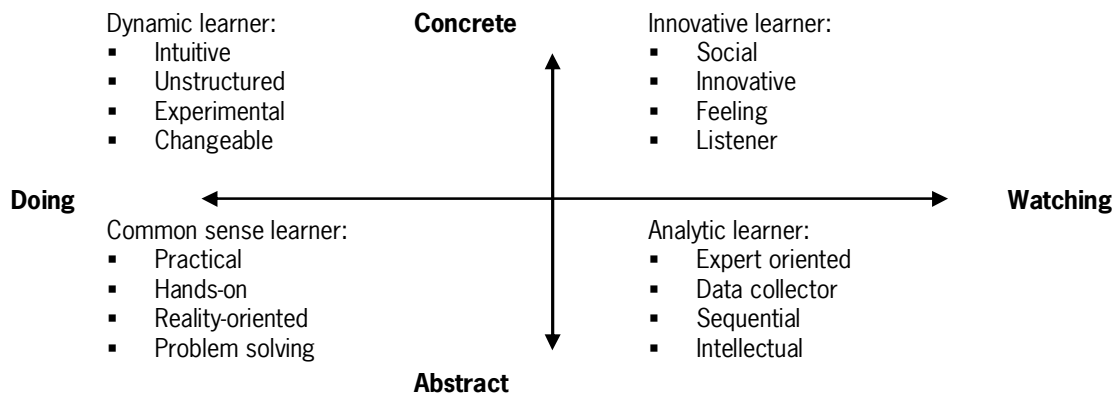 Dynamic learner:
▪ Intuitive
▪ Unstructured
▪ Experimental
▪ Changeable
Concrete
Innovative learner:
▪ Social
▪ Innovative
▪ Feeling
▪ Listener
Doing
Watching
Common sense learner:
▪ Practical
▪ Hands-on
▪ Reality-oriented
▪ Problem solving
Analytic learner:
▪ Expert oriented
▪ Data collector
▪ Sequential
▪ Intellectual
Abstract